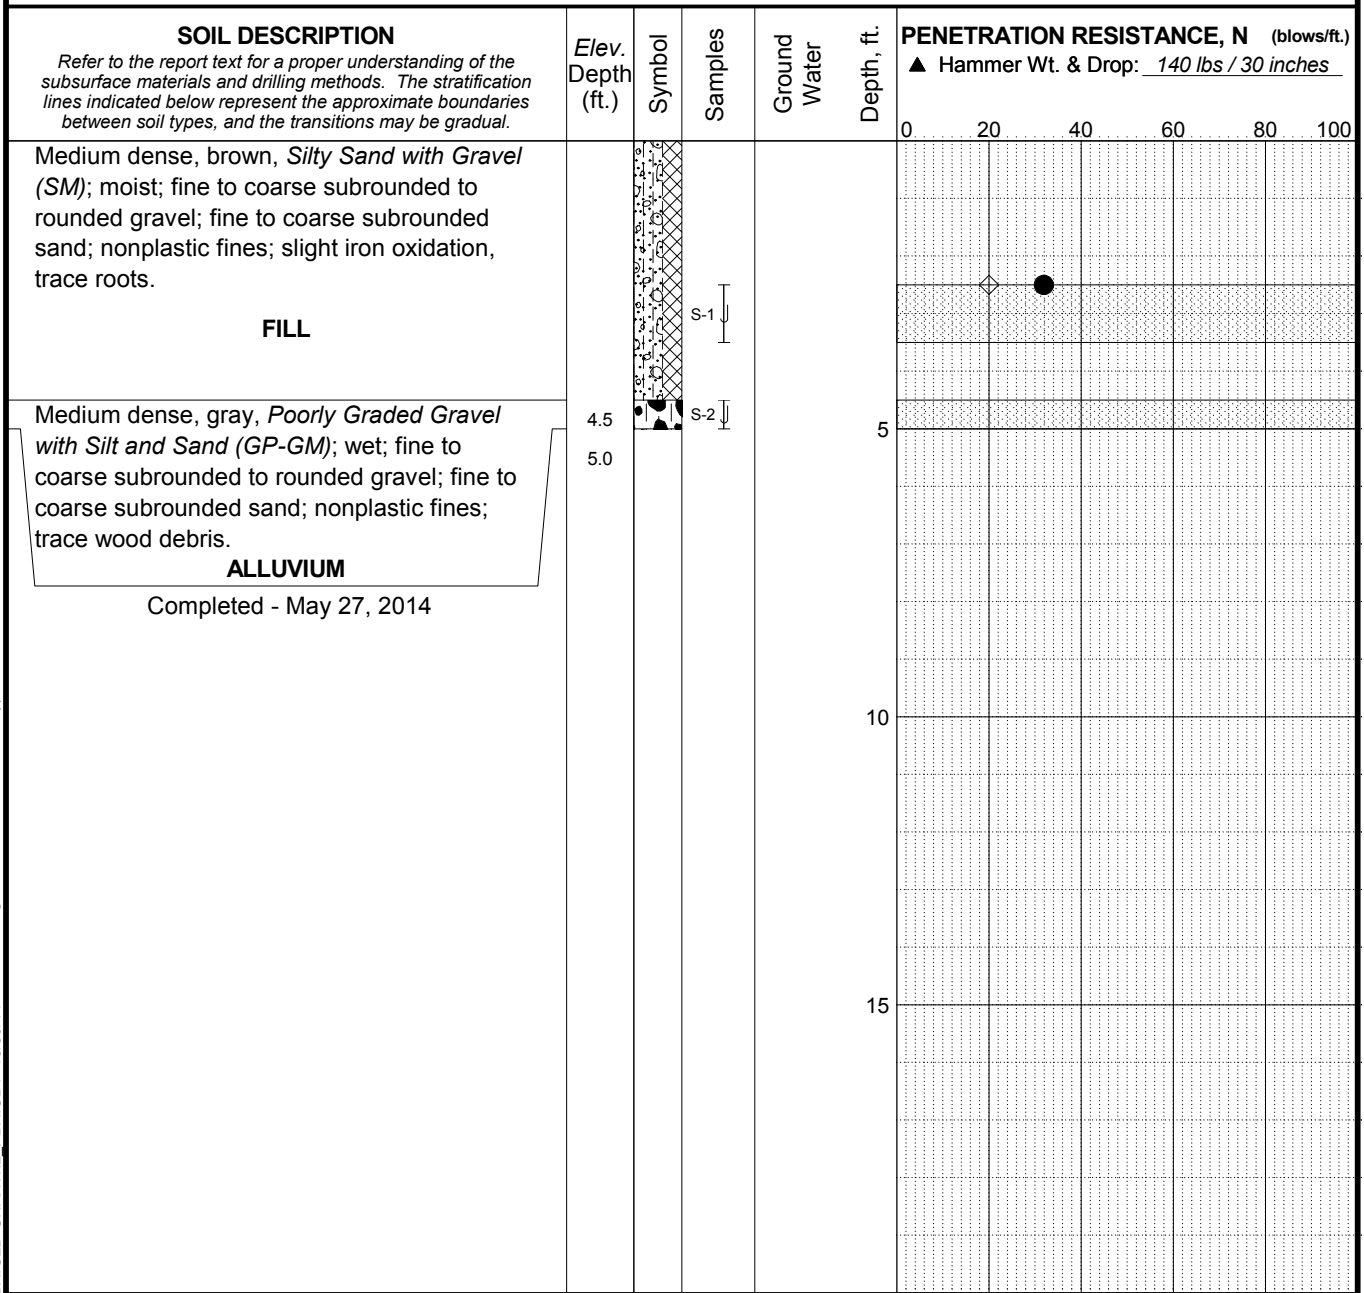 SOIL DESCRIPTION
Refer to the report text for a proper understanding of the
subsurface materials and drilling methods. The stratification
lines indicated below represent the approximate boundaries
between soil types, and the transitions may be gradual.
Elev.
Depth
(ft.)
Symbol
Samples
Ground
Water
Depth, ft.
PENETRATION RESISTANCE, N (blows/ft.)
▲ Hammer Wt. & Drop: 140 lbs / 30 inches
0 20 40 60 80 100
Medium dense, brown, Silty Sand with Gravel
(SM); moist; fine to coarse subrounded to
rounded gravel; fine to coarse subrounded
sand; nonplastic fines; slight iron oxidation,
trace roots.
FILL
S-1
Medium dense, gray, Poorly Graded Gravel
with Silt and Sand (GP-GM); wet; fine to
coarse subrounded to rounded gravel; fine to
coarse subrounded sand; nonplastic fines;
trace wood debris.
ALLUVIUM
4.5
S-2
5.0
5
Completed - May 27, 2014
10
15